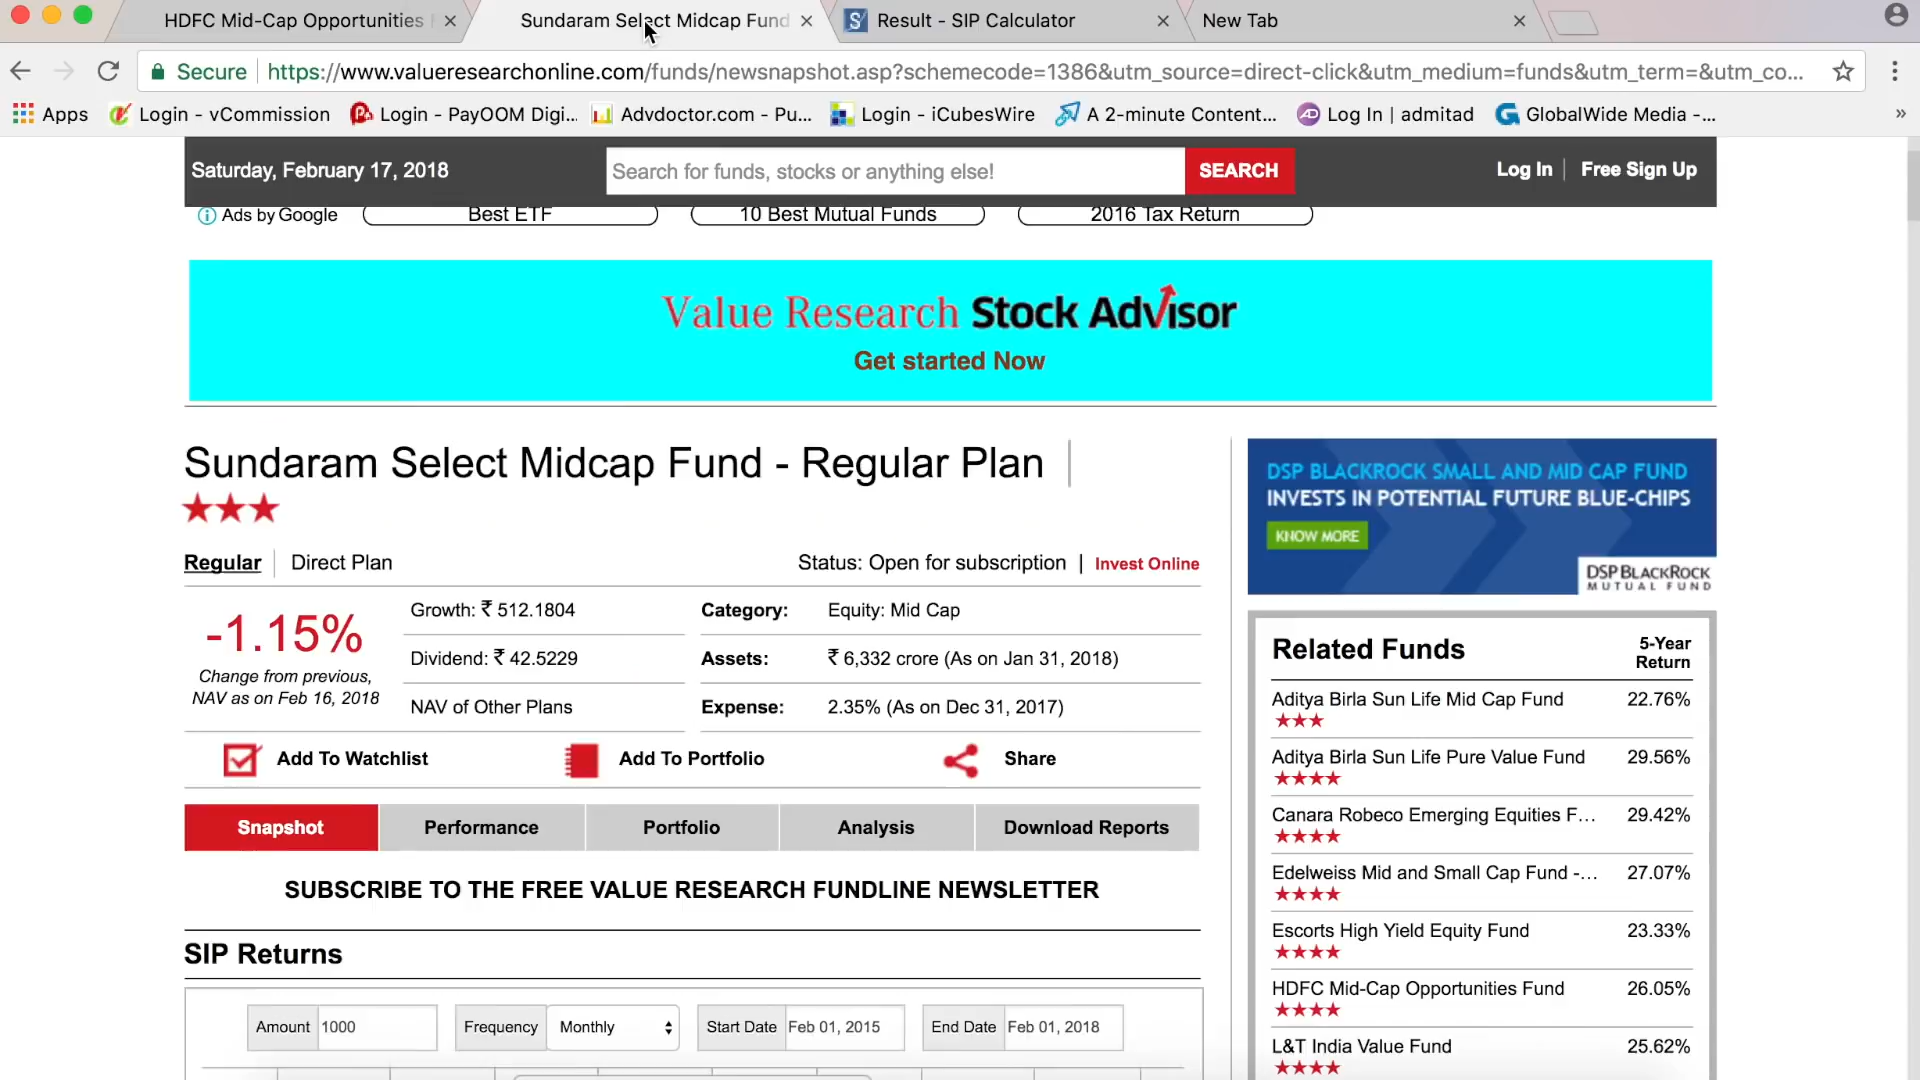 HDFC Mid-Cap Opportunities
Sundaram Select Midcap Fund
Result - SIP Calculator
New Tab
Secure
https://www.valueresearchonline.com/funds/newsnapshot.asp?schemecode=1386&utm_source=direct-click&utm_medium=funds&utm_term=&utm_co...
Apps
Login - vCommission
Login - PayOOM Digi...
Advdoctor.com - Pu...
Login - iCubesWire
A 2-minute Content...
Log In | admitad
GlobalWide Media -...
Saturday, February 17, 2018
Search for funds, stocks or anything else!
SEARCH
Log In
Free Sign Up
Ads by Google
Best ETF
10 Best Mutual Funds
2016 Tax Return
Value Research Stock Advisor
Get started Now
Sundaram Select Midcap Fund - Regular Plan
Regular
Direct Plan
Status: Open for subscription | Invest Online
-1.15%
Change from previous,
NAV as on Feb 16, 2018
Growth: ₹ 512.1804
Dividend: ₹ 42.5229
NAV of Other Plans
Category: Equity: Mid Cap
Assets: ₹ 6,332 crore (As on Jan 31, 2018)
Expense: 2.35% (As on Dec 31, 2017)
Add To Watchlist
Add To Portfolio
Share
Snapshot
Performance
Portfolio
Analysis
Download Reports
SUBSCRIBE TO THE FREE VALUE RESEARCH FUNDLINE NEWSLETTER
SIP Returns
Amount 1000
Frequency Monthly
Start Date Feb 01, 2015
End Date Feb 01, 2018
DSP BLACKROCK SMALL AND MID CAP FUND
INVESTS IN POTENTIAL FUTURE BLUE-CHIPS
KNOW MORE
DSP BLACKROCK
MUTUAL FUND
Related Funds
5-Year
Return
Aditya Birla Sun Life Mid Cap Fund 22.76%
Aditya Birla Sun Life Pure Value Fund 29.56%
Canara Robeco Emerging Equities F... 29.42%
Edelweiss Mid and Small Cap Fund -... 27.07%
Escorts High Yield Equity Fund 23.33%
HDFC Mid-Cap Opportunities Fund 26.05%
L&T India Value Fund 25.62%